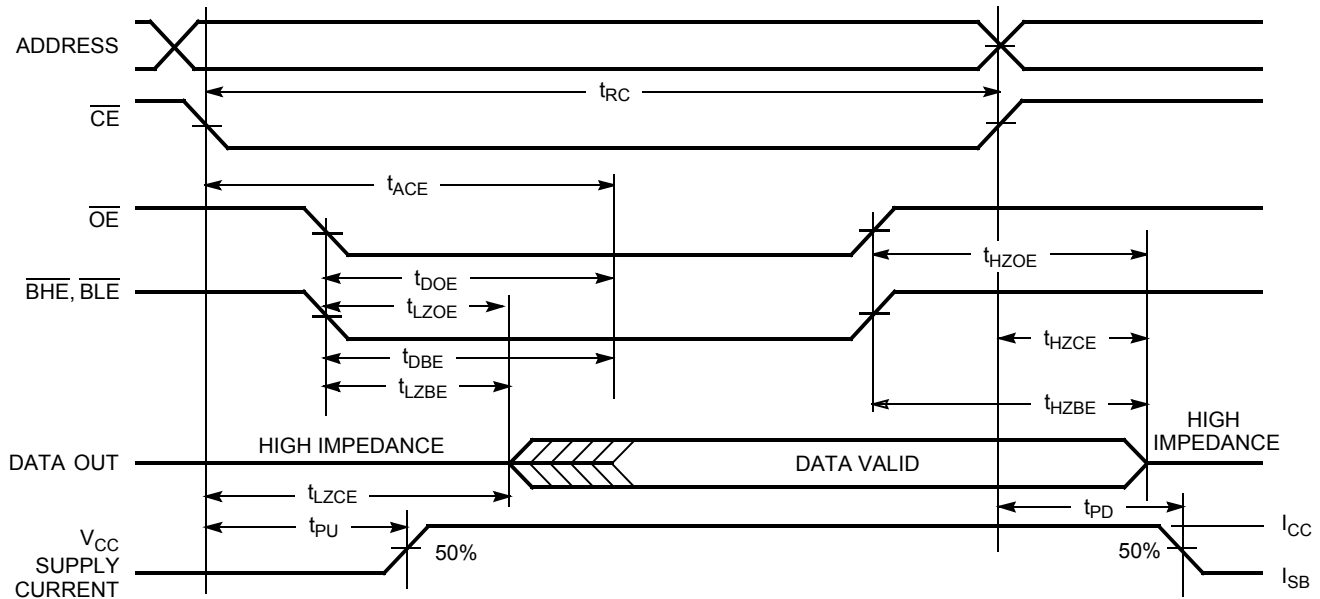 ADDRESS
tRC
CE
tACE
OE
tHZOE
tDOE
BHE, BLE
tLZOE
tHZCE
tDBE
tLZBE
tHZBE
HIGH IMPEDANCE
HIGH
IMPEDANCE
DATA OUT
DATA VALID
tLZCE
tPU
tPD
VCC
SUPPLY
CURRENT
50%
50%
ICC
ISB